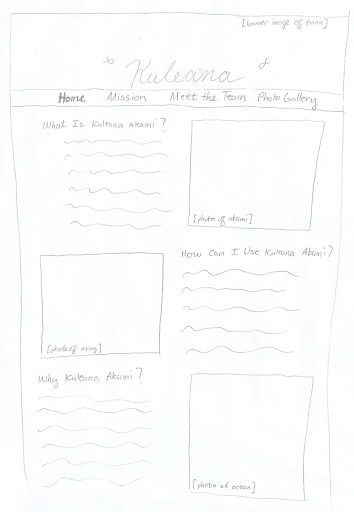 [banner image of
Kuleana
Home Mission Meet the Team Photo Gallery
What Is Kuleana Akami?
[photo of akami]
How Can I Use Kuleana Akami?
[photo of using]
Why Kuleana Akami?
[photo of ocean]